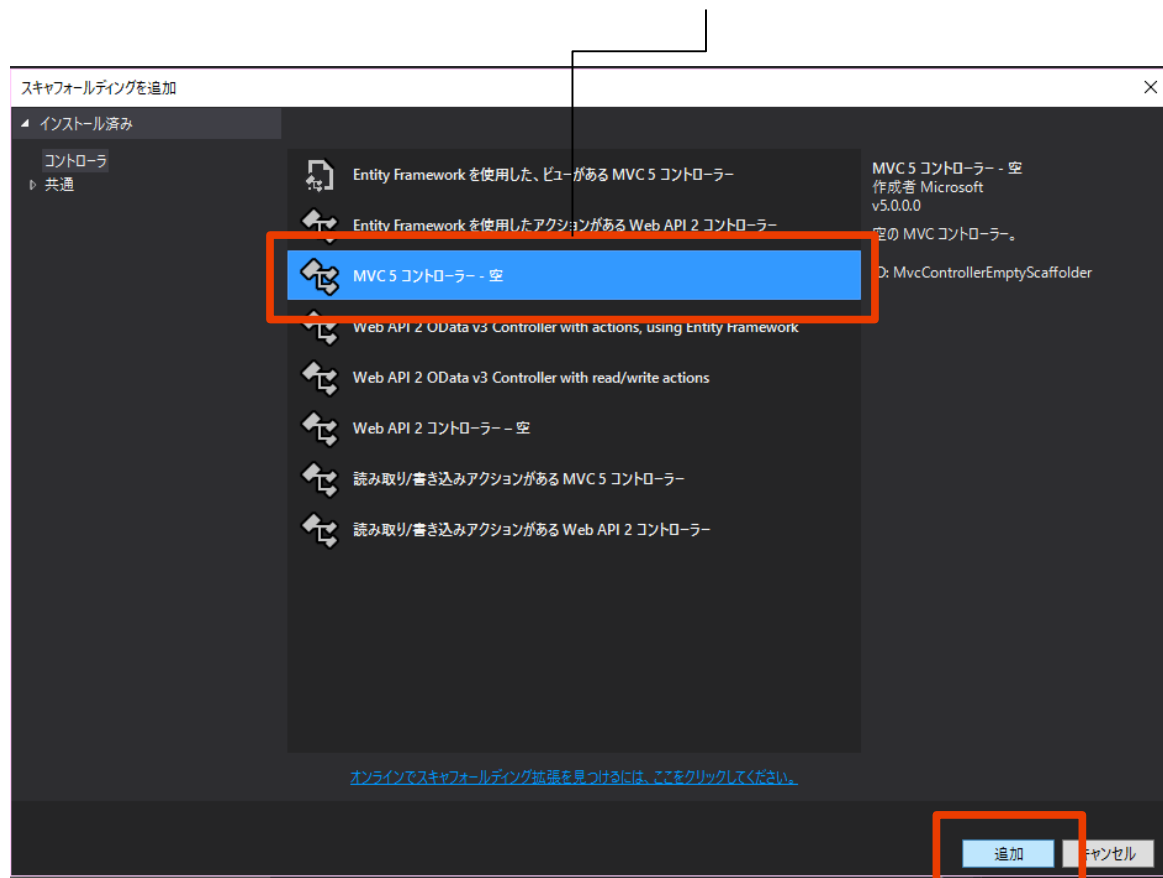 スキャフォールディングを追加
インストール済み
コントローラ
共通
Entity Framework を使用した、ビューがある MVC 5 コントローラー
Entity Framework を使用したアクションがある Web API 2 コントローラー
MVC 5 コントローラー - 空
Web API 2 OData v3 Controller with actions, using Entity Framework
Web API 2 OData v3 Controller with read/write actions
Web API 2 コントローラー – 空
読み取り/書き込みアクションがある MVC 5 コントローラー
読み取り/書き込みアクションがある Web API 2 コントローラー
MVC 5 コントローラー - 空
作成者 Microsoft
v5.0.0.0
空の MVC コントローラー。
D: MvcControllerEmptyScaffolder
オンラインでスキャフォールディング拡張を見つけるには、ここをクリックしてください。
追加
キャンセル